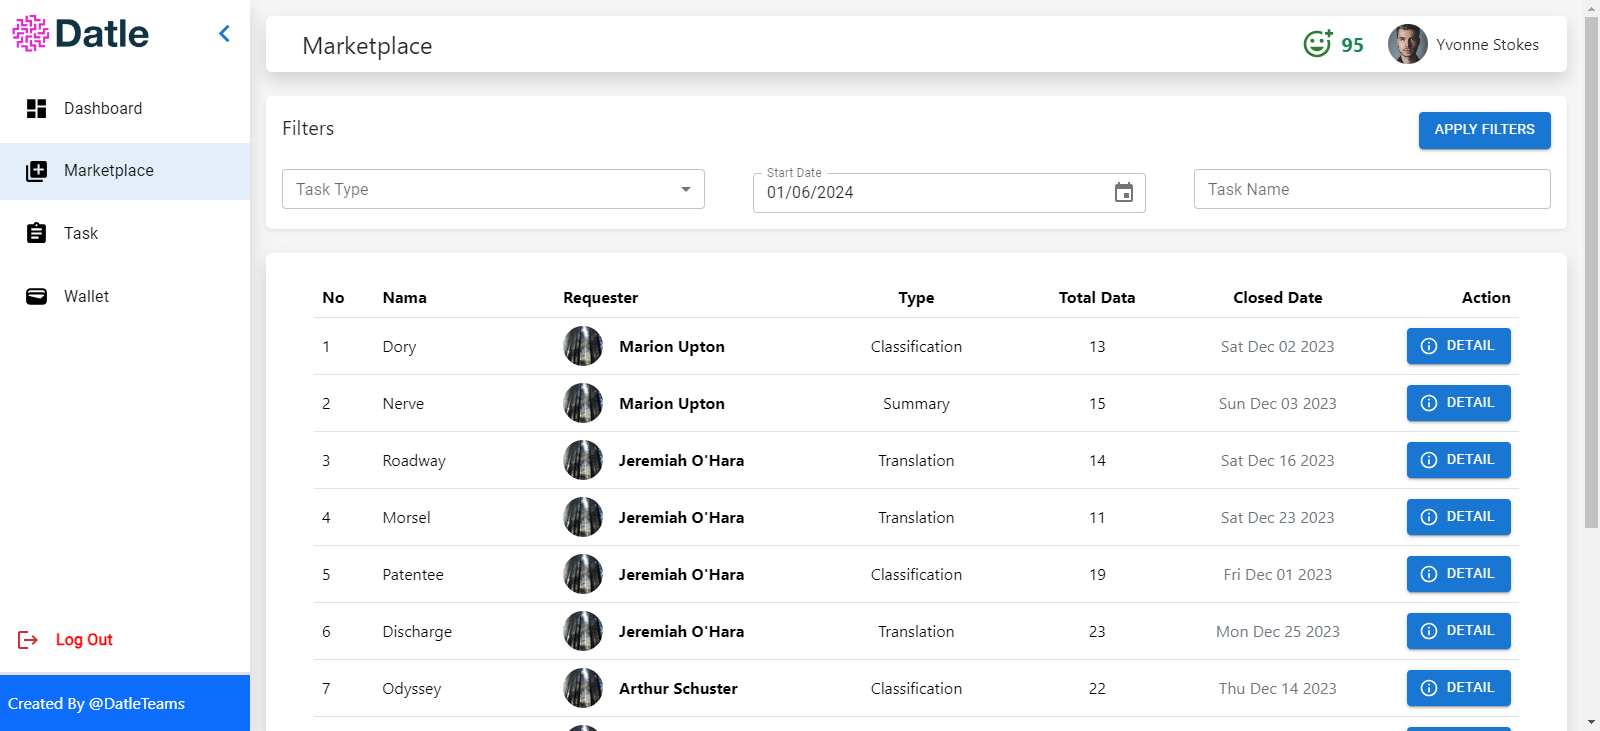 Datle
Marketplace
95
Yvonne Stokes
Dashboard
Marketplace
Task
Wallet
Log Out
Created By @DatleTeams
Filters
APPLY FILTERS
Task Type
Start Date
01/06/2024
Task Name
No Nama Requester Type Total Data Closed Date Action
1 Dory Marion Upton Classification 13 Sat Dec 02 2023 DETAIL
2 Nerve Marion Upton Summary 15 Sun Dec 03 2023 DETAIL
3 Roadway Jeremiah O'Hara Translation 14 Sat Dec 16 2023 DETAIL
4 Morsel Jeremiah O'Hara Translation 11 Sat Dec 23 2023 DETAIL
5 Patentee Jeremiah O'Hara Classification 19 Fri Dec 01 2023 DETAIL
6 Discharge Jeremiah O'Hara Translation 23 Mon Dec 25 2023 DETAIL
7 Odyssey Arthur Schuster Classification 22 Thu Dec 14 2023 DETAIL